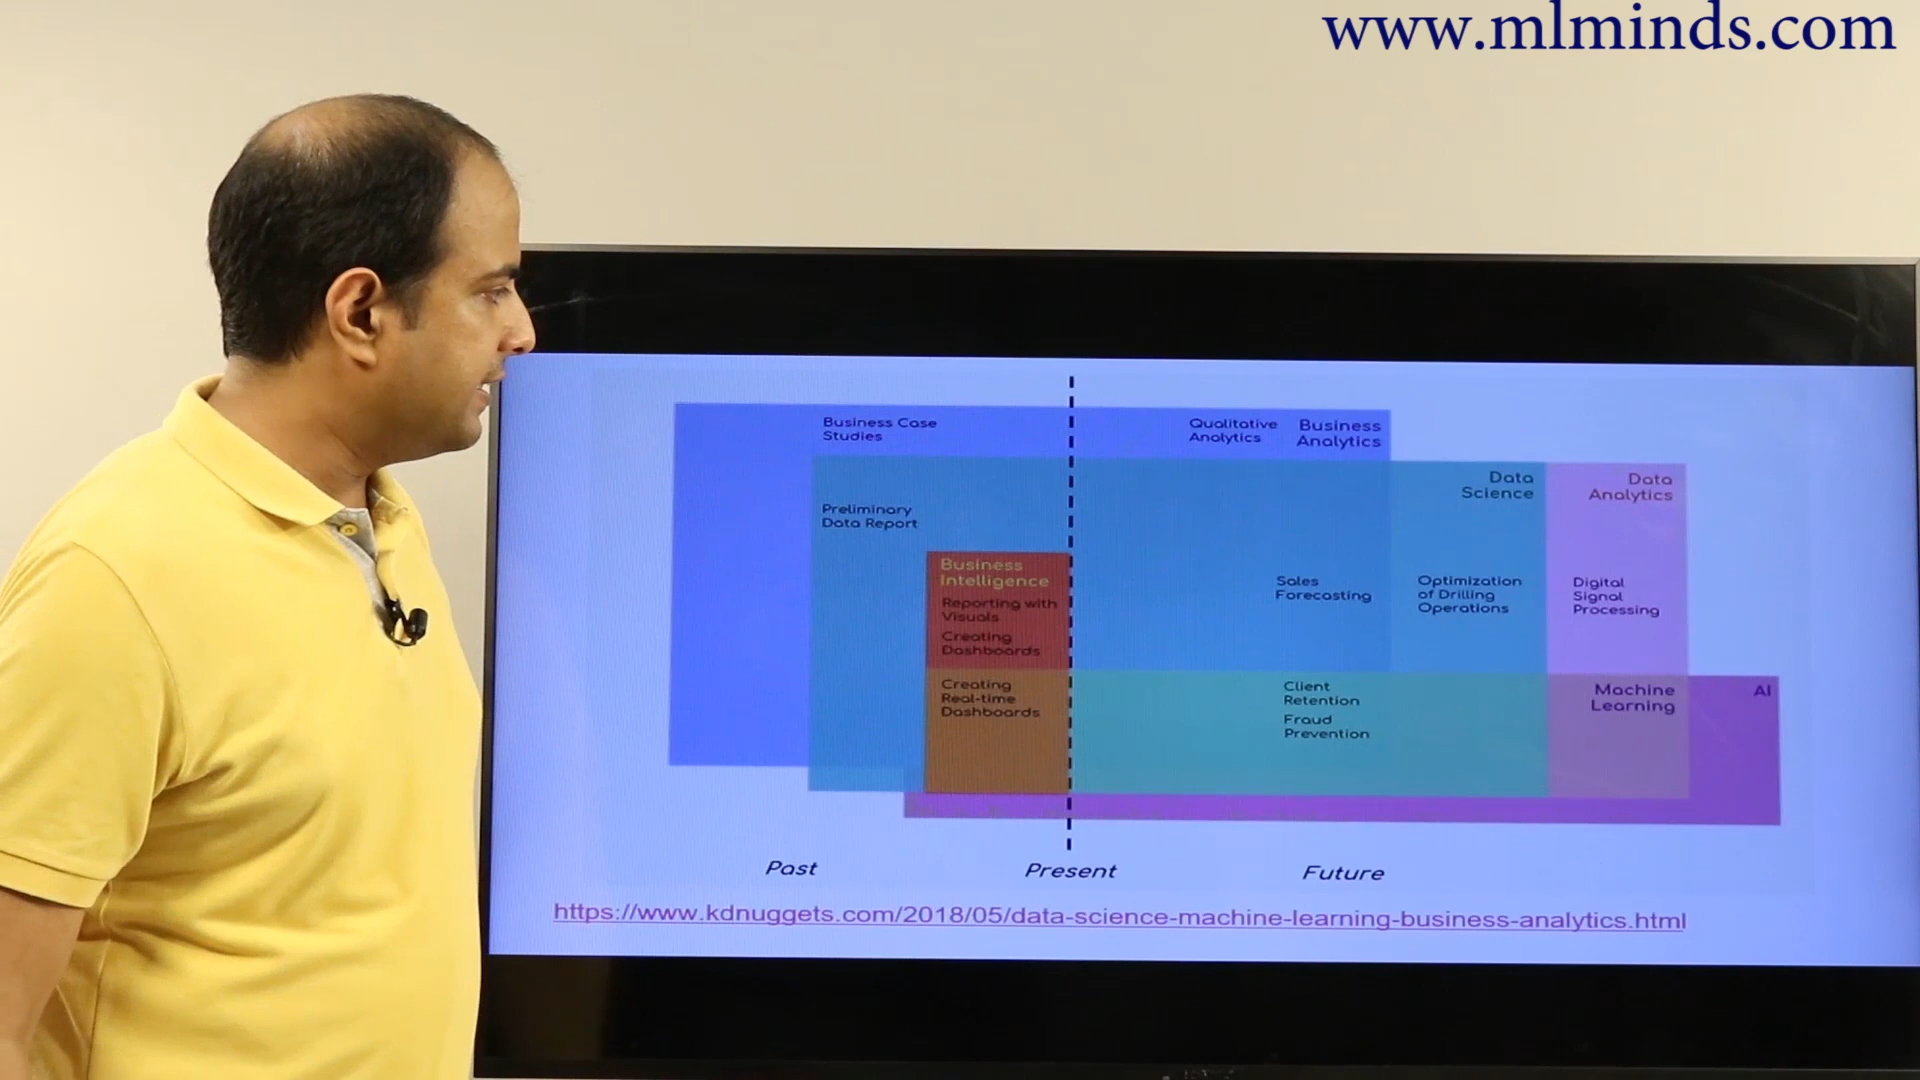 www.mlminds.com
Business Case
Studies
Qualitative
Analytics
Business
Analytics
Data
Science
Data
Analytics
Preliminary
Data Report
Business
Intelligence
Reporting with
Visuals
Creating
Dashboards
Sales
Forecasting
Optimization
of Drilling
Operations
Digital
Signal
Processing
Creating
Real-time
Dashboards
Client
Retention
Fraud
Prevention
Machine
Learning
AI
Past
Present
Future
https://www.kdnuggets.com/2018/05/data-science-machine-learning-business-analytics.html